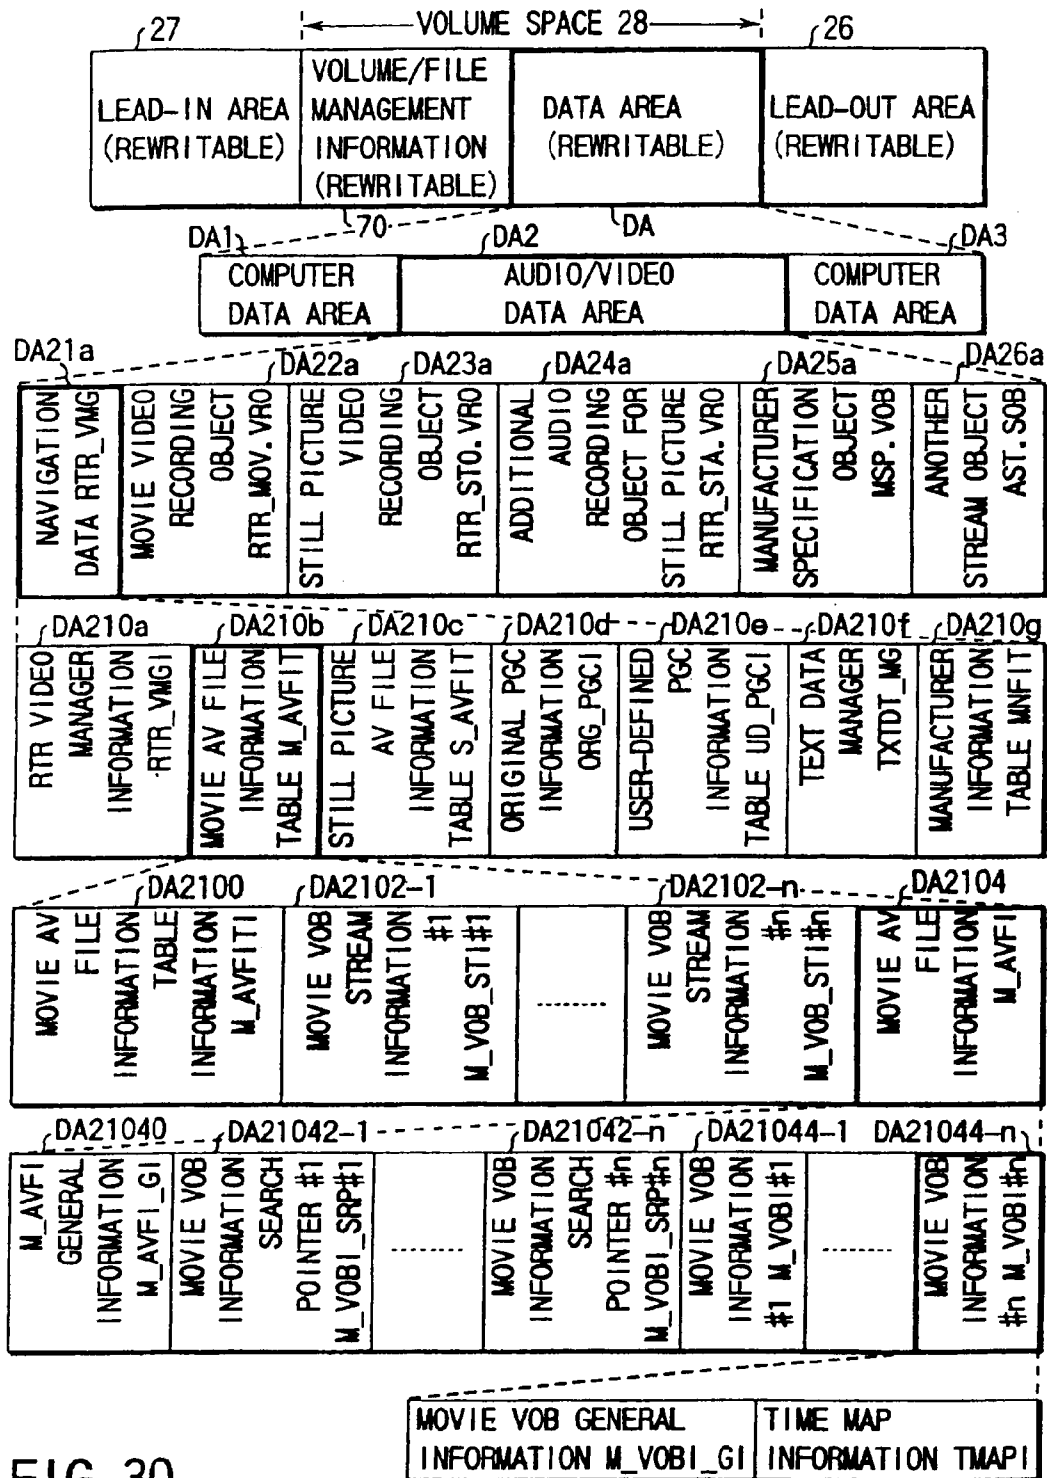 27
VOLUME SPACE 28
26
LEAD-IN AREA
(REWRITABLE)
VOLUME/FILE
MANAGEMENT
INFORMATION
(REWRITABLE)
DATA AREA
(REWRITABLE)
LEAD-OUT AREA
(REWRITABLE)
70
DA
DA1
DA2
DA3
COMPUTER
DATA AREA
AUDIO/VIDEO
DATA AREA
COMPUTER
DATA AREA
DA21a
DA22a
DA23a
DA24a
DA25a
DA26a
NAVIGATION
DATA RTR_VMG
MOVIE VIDEO
RECORDING
OBJECT
RTR_MOV.VRO
STILL PICTURE
VIDEO
RECORDING
OBJECT
RTR_STO.VRO
ADDITIONAL
AUDIO
RECORDING
OBJECT FOR
STILL PICTURE
RTR_STA.VRO
MANUFACTURER
SPECIFICATION
OBJECT
MSP.VOB
ANOTHER
STREAM OBJECT
AST.SOB
DA210a
DA210b
DA210c
DA210d
DA210e
DA210f
DA210g
RTR VIDEO
MANAGER
INFORMATION
RTR_VMGI
MOVIE AV FILE
INFORMATION
TABLE M_AVFIT
STILL PICTURE
AV FILE
INFORMATION
TABLE S_AVFIT
ORIGINAL PGC
INFORMATION
ORG_PGCI
USER-DEFINED
PGC
INFORMATION
TABLE UD_PGCI
TEXT DATA
MANAGER
TXTDT_MG
MANUFACTURER
INFORMATION
TABLE MNFIT
DA2100
DA2102-1
DA2102-n
DA2104
MOVIE AV
FILE
INFORMATION
TABLE
INFORMATION
M_AVFITI
MOVIE VOB
STREAM
INFORMATION
#1
M_VOB_STI#1
MOVIE VOB
STREAM
INFORMATION
#n
M_VOB_STI#n
MOVIE AV
FILE
INFORMATION
M_AVFI
DA21040
DA21042-1
DA21042-n
DA21044-1
DA21044-n
M_AVFI
GENERAL
INFORMATION
M_AVFI_GI
MOVIE VOB
INFORMATION
SEARCH
POINTER #1
M_VOBI_SRP#1
MOVIE VOB
INFORMATION
SEARCH
POINTER #n
M_VOBI_SRP#n
MOVIE VOB
INFORMATION
#1 M_VOBI#1
MOVIE VOB
INFORMATION
#n M_VOBI#n
MOVIE VOB GENERAL
INFORMATION M_VOBI_GI
TIME MAP
INFORMATION TMAPI
FIG. 30